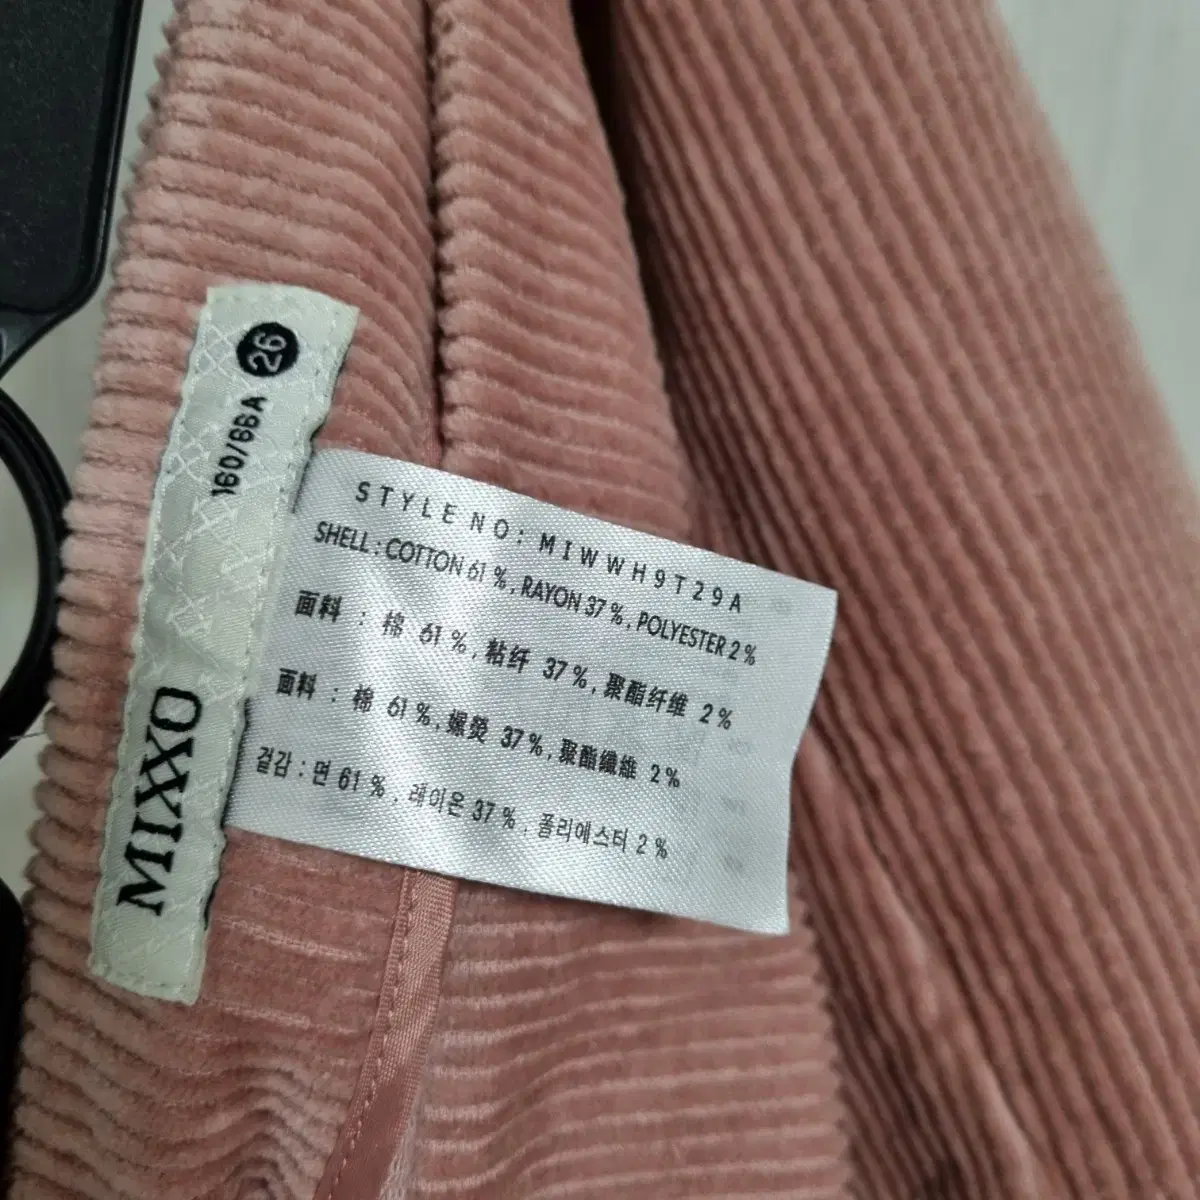 26
160/66A
MIXXO
STYLE NO: MIWWH9T29A
SHELL : COTTON 61 %, RAYON 37 %, POLYESTER 2 %
面料 : 棉 61 %, 粘纤 37 %, 聚酯纤维 2 %
面料 : 棉 61 %, 嫘熒 37 %, 聚酯纖維 2 %
겉감 : 면 61 %, 레이온 37 %, 폴리에스터 2 %